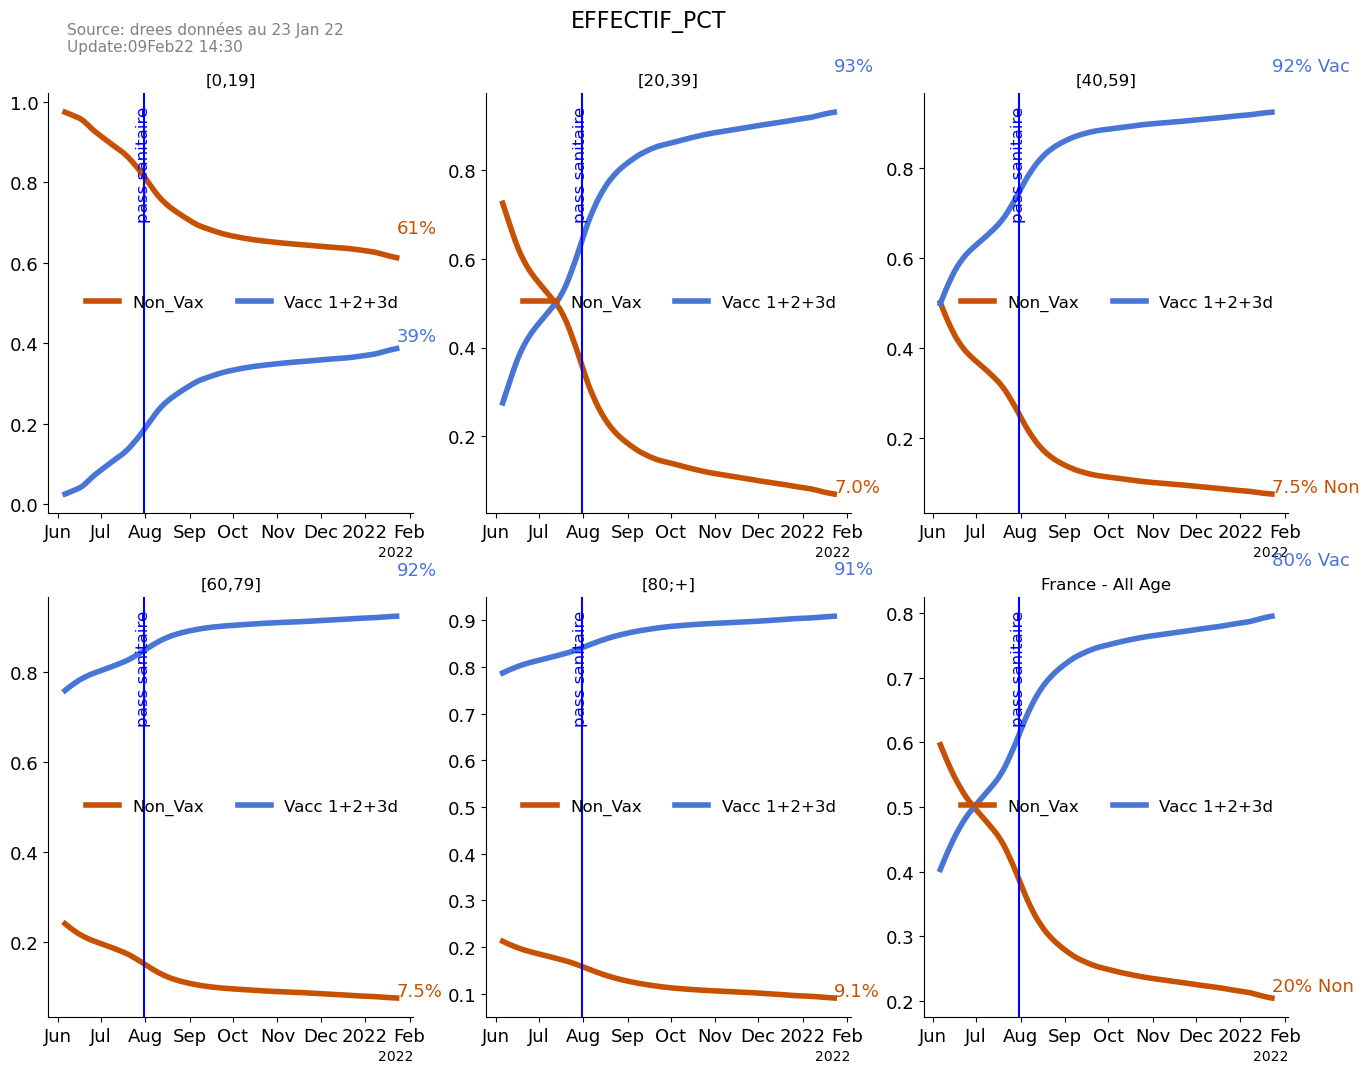 EFFECTIF_PCT
Source: drees données au 23 Jan 22
Update:09Feb22 14:30
[0,19]
1.0
0.8
0.6
0.4
0.2
0.0
pass sanitaire
61%
Non_Vax Vacc 1+2+3d
39%
Jun Jul Aug Sep Oct Nov Dec 2022 Feb
2022
[20,39]
93%
0.8
0.6
0.4
0.2
pass sanitaire
Non_Vax Vacc 1+2+3d
7.0%
Jun Jul Aug Sep Oct Nov Dec 2022 Feb
2022
[40,59]
92% Vac
0.8
0.6
0.4
0.2
pass sanitaire
Non_Vax Vacc 1+2+3d
7.5% Non
Jun Jul Aug Sep Oct Nov Dec 2022 Feb
2022
[60,79]
92%
0.8
0.6
0.4
0.2
pass sanitaire
Non_Vax Vacc 1+2+3d
7.5%
Jun Jul Aug Sep Oct Nov Dec 2022 Feb
2022
[80;+]
91%
0.9
0.8
0.7
0.6
0.5
0.4
0.3
0.2
0.1
pass sanitaire
Non_Vax Vacc 1+2+3d
9.1%
Jun Jul Aug Sep Oct Nov Dec 2022 Feb
2022
France - All Age
80% Vac
0.8
0.7
0.6
0.5
0.4
0.3
0.2
pass sanitaire
Non_Vax Vacc 1+2+3d
20% Non
Jun Jul Aug Sep Oct Nov Dec 2022 Feb
2022